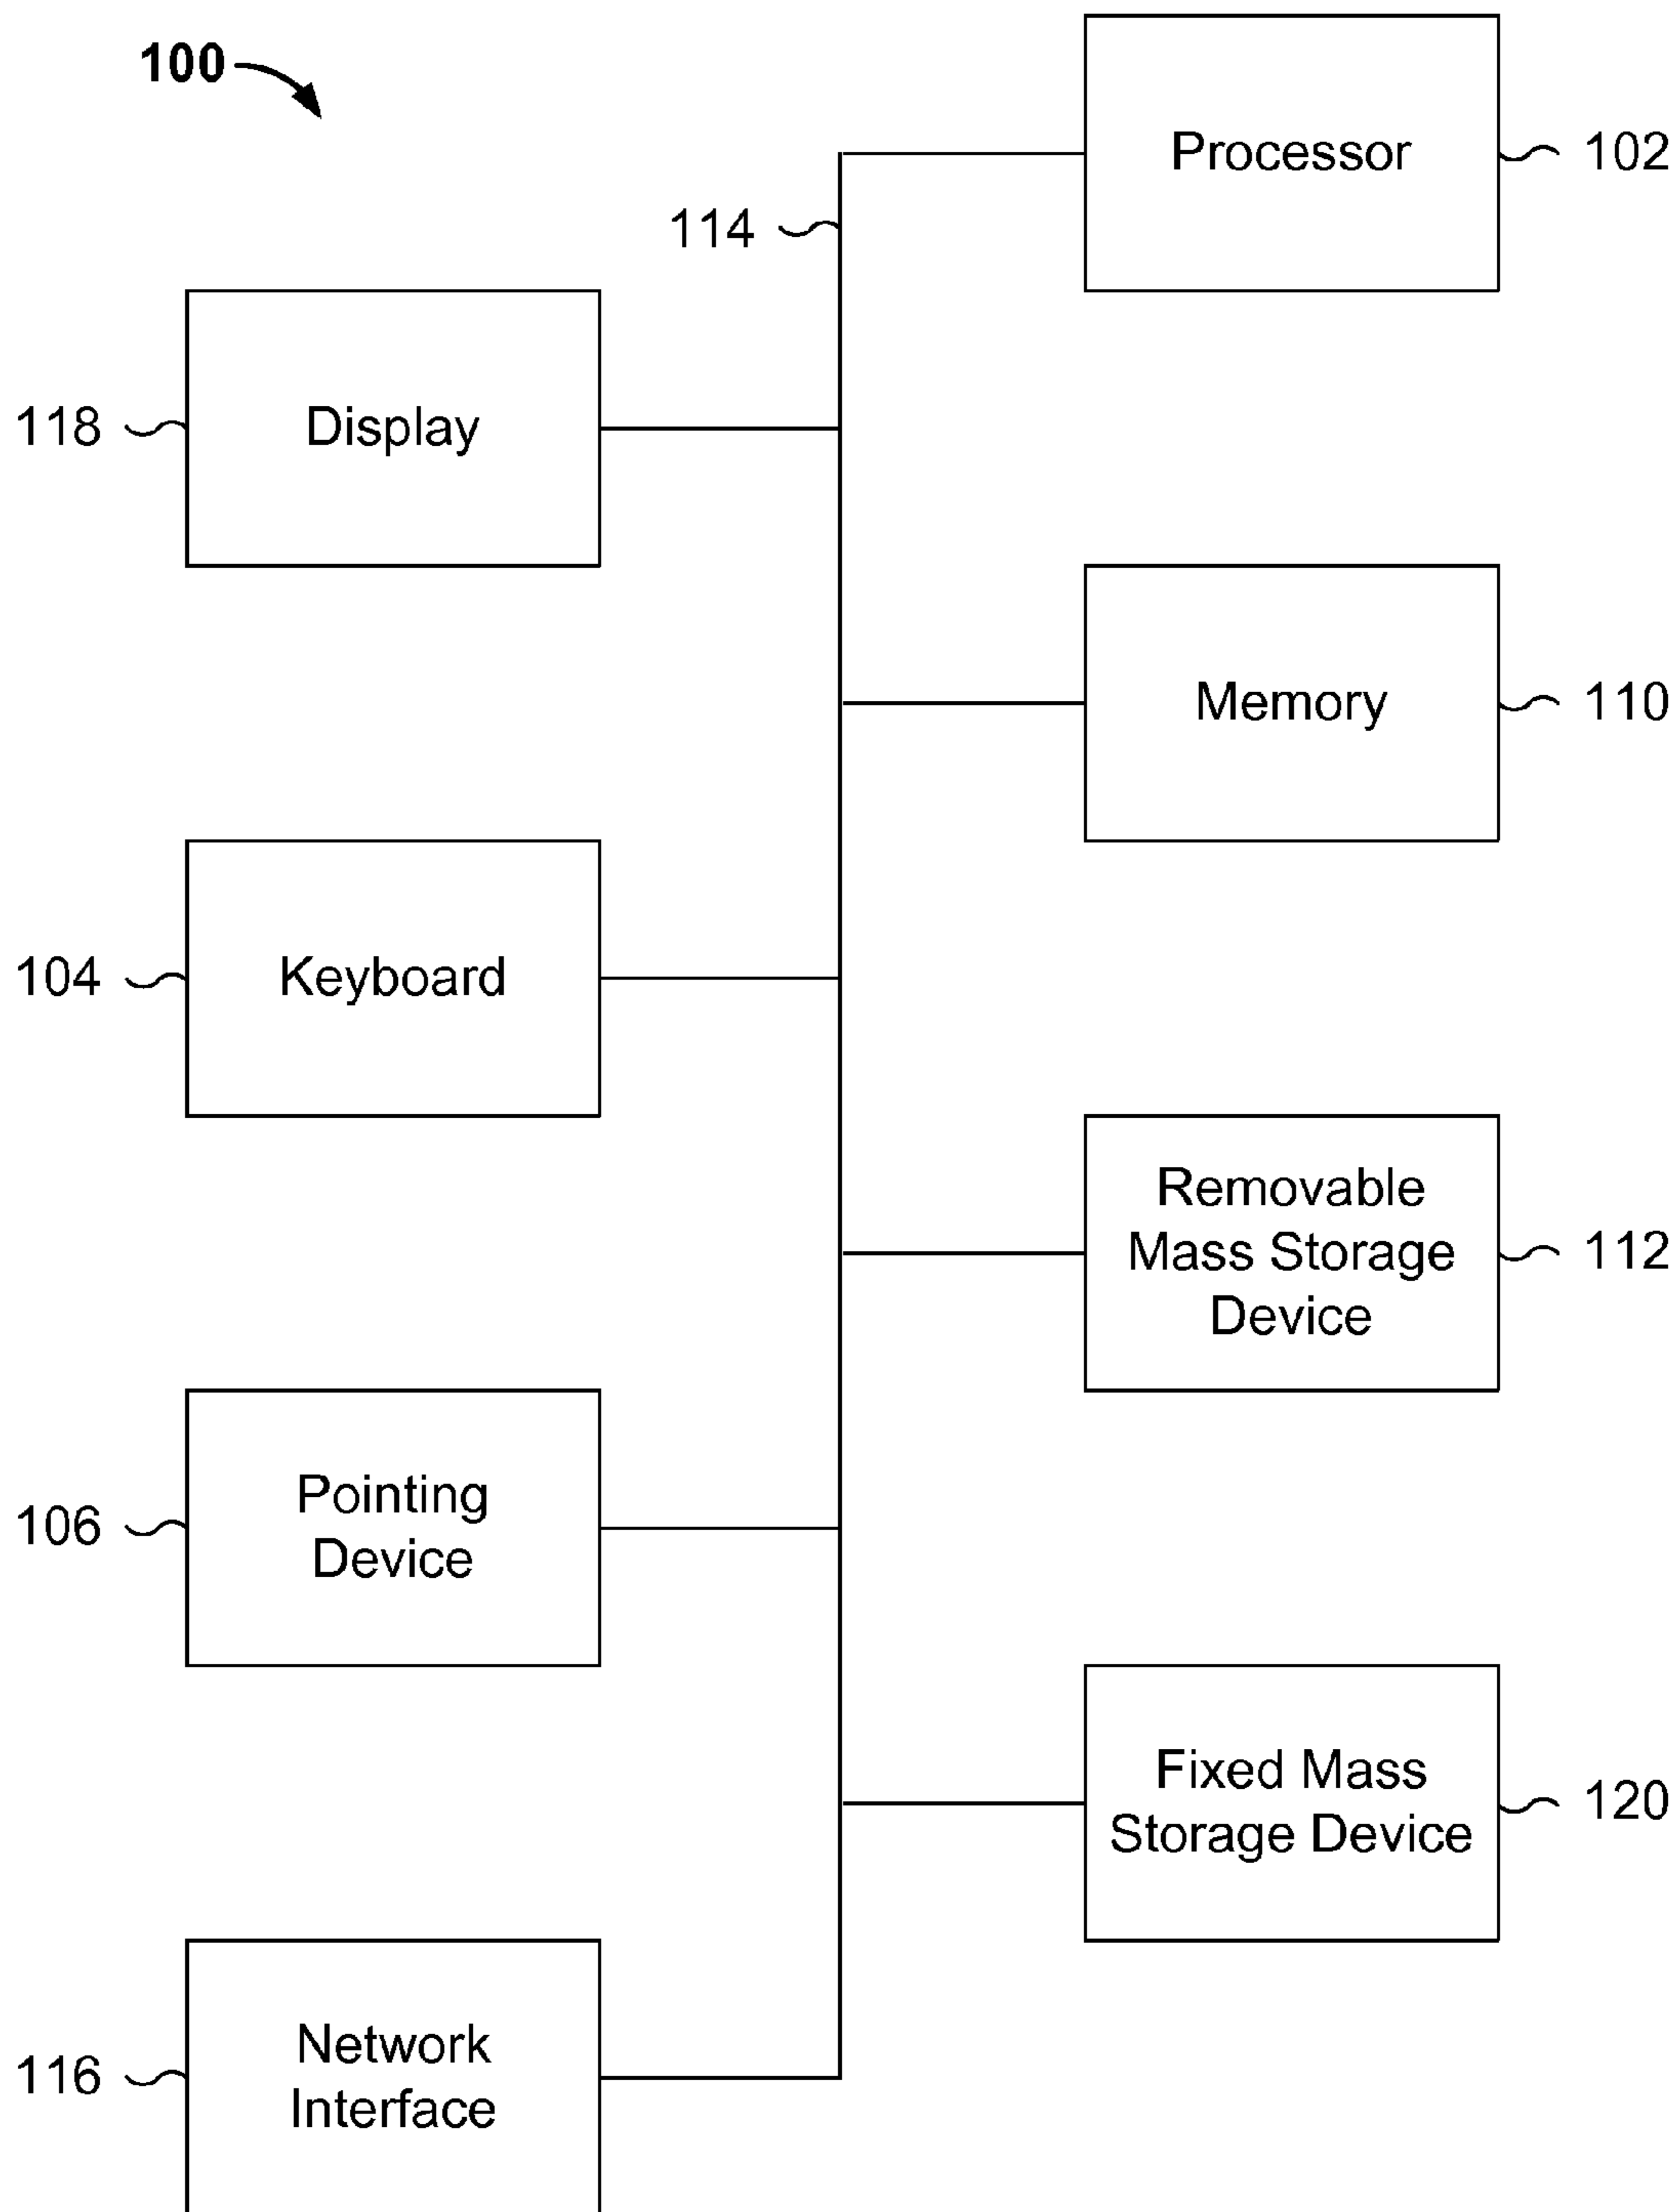 100
Processor
102
114
118
Display
Memory
110
104
Keyboard
Removable
Mass Storage
Device
112
106
Pointing
Device
Fixed Mass
Storage Device
120
116
Network
Interface